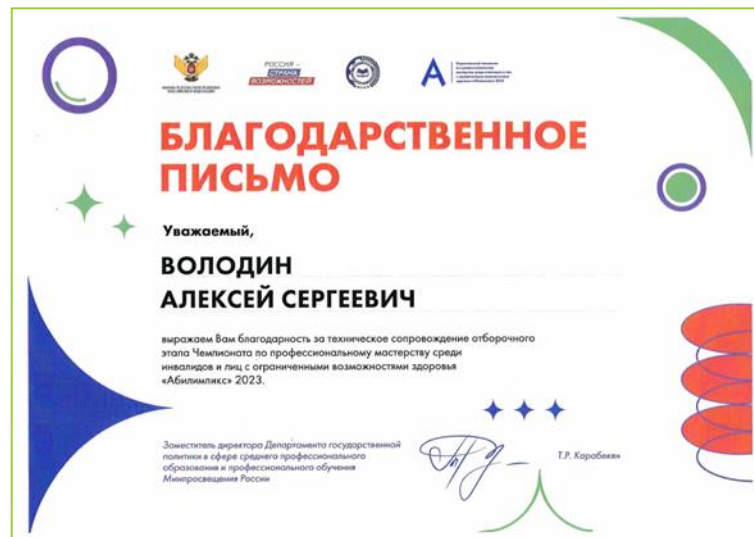 РОССИЯ –
СТРАНА
ВОЗМОЖНОСТЕЙ
БЛАГОДАРСТВЕННОЕ
ПИСЬМО
Уважаемый,
ВОЛОДИН
АЛЕКСЕЙ СЕРГЕЕВИЧ
выражаем Вам благодарность за техническое сопровождение отборочного
этапа Чемпионата по профессиональному мастерству среди
инвалидов и лиц с ограниченными возможностями здоровья
«Абилимпикс» 2023.
Заместитель директора Департамента государственной
политики в сфере среднего профессионального
образования и профессионального обучения
Минпросвещения России
Т.Р. Карабекян